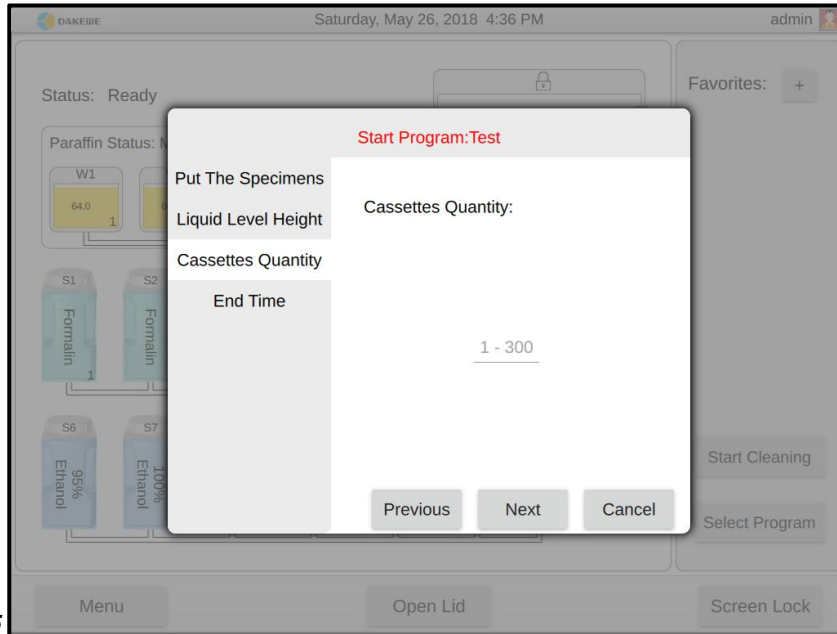 DAKEWE
Saturday, May 26, 2018 4:36 PM
admin
Status: Ready
Favorites: +
Paraffin Status:
Start Program:Test
W1
64.0
1
Put The Specimens
Liquid Level Height
Cassettes Quantity
End Time
Cassettes Quantity:
1 - 300
S1
S2
Formalin
1
Formalin
S6
S7
95%
Ethanol
100%
Ethanol
Previous
Next
Cancel
Start Cleaning
Select Program
Menu
Open Lid
Screen Lock